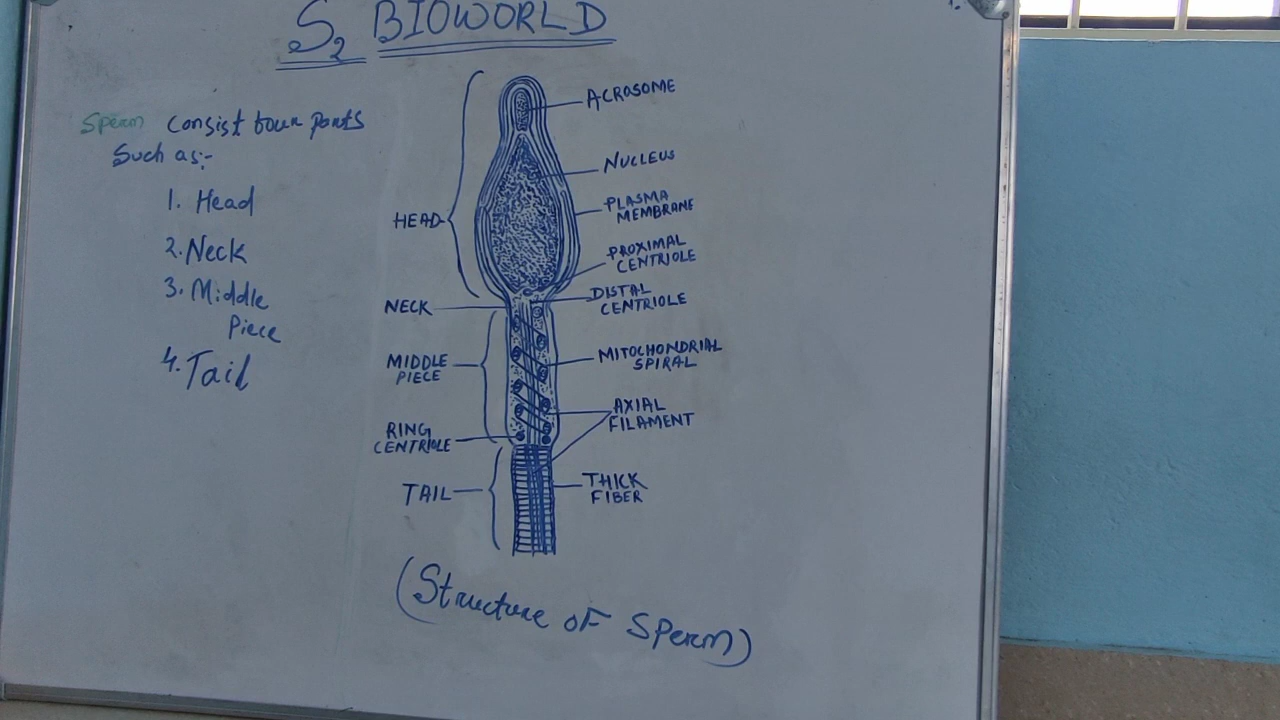 S₂ BIOWORLD
Sperm Consist four parts
Such as:-
1. Head
2. Neck
3. Middle
Piece
4. Tail
ACROSOME
NUCLEUS
PLASMA
MEMBRANE
HEAD
PROXIMAL
CENTRIOLE
DISTAL
CENTRIOLE
NECK
MITOCHONDRIAL
SPIRAL
MIDDLE
PIECE
AXIAL
FILAMENT
RING
CENTRIOLE
THICK
FIBER
TAIL
(Structure OF Sperm)